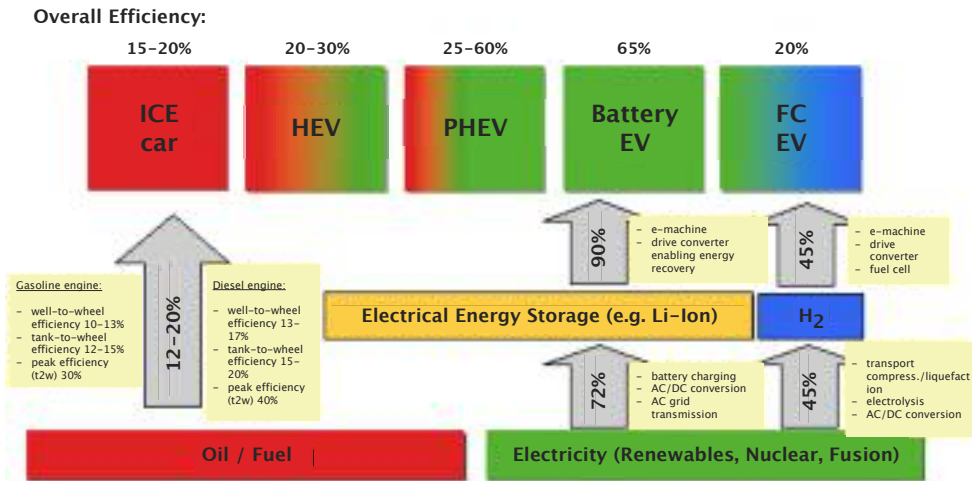 Overall Efficiency:
15-20%
20-30%
25-60%
65%
20%
ICE
car
HEV
PHEV
Battery
EV
FC
EV
90%
- e-machine
- drive converter
enabling energy
recovery
45%
- e-machine
- drive
converter
- fuel cell
Gasoline engine:
- well-to-wheel
efficiency 10-13%
- tank-to-wheel
efficiency 12-15%
- peak efficiency
(t2w) 30%
12-20%
Diesel engine:
- well-to-wheel
efficiency 13-
17%
- tank-to-wheel
efficiency 15-
20%
- peak efficiency
(t2w) 40%
Electrical Energy Storage (e.g. Li-Ion)
H2
72%
- battery charging
- AC/DC conversion
- AC grid
transmission
45%
- transport
compress./liquefact
ion
- electrolysis
- AC/DC conversion
Oil / Fuel
Electricity (Renewables, Nuclear, Fusion)